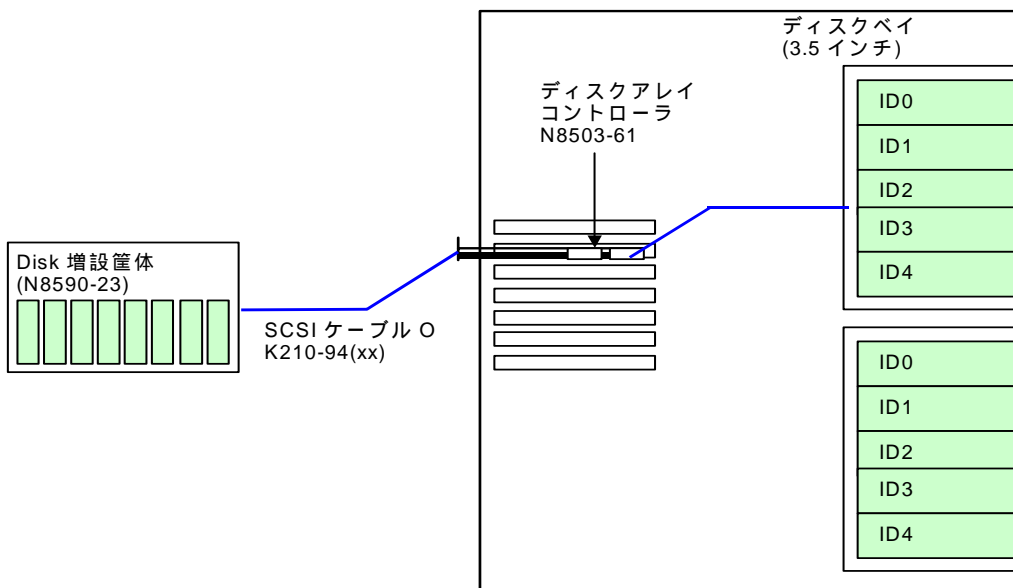 ディスクベイ
(3.5 インチ)
ディスクアレイ
コントローラ
N8503-61
ID0
ID1
ID2
ID3
ID4
Disk 増設筐体
(N8590-23)
SCSI ケーブル O
K210-94(xx)
ID0
ID1
ID2
ID3
ID4